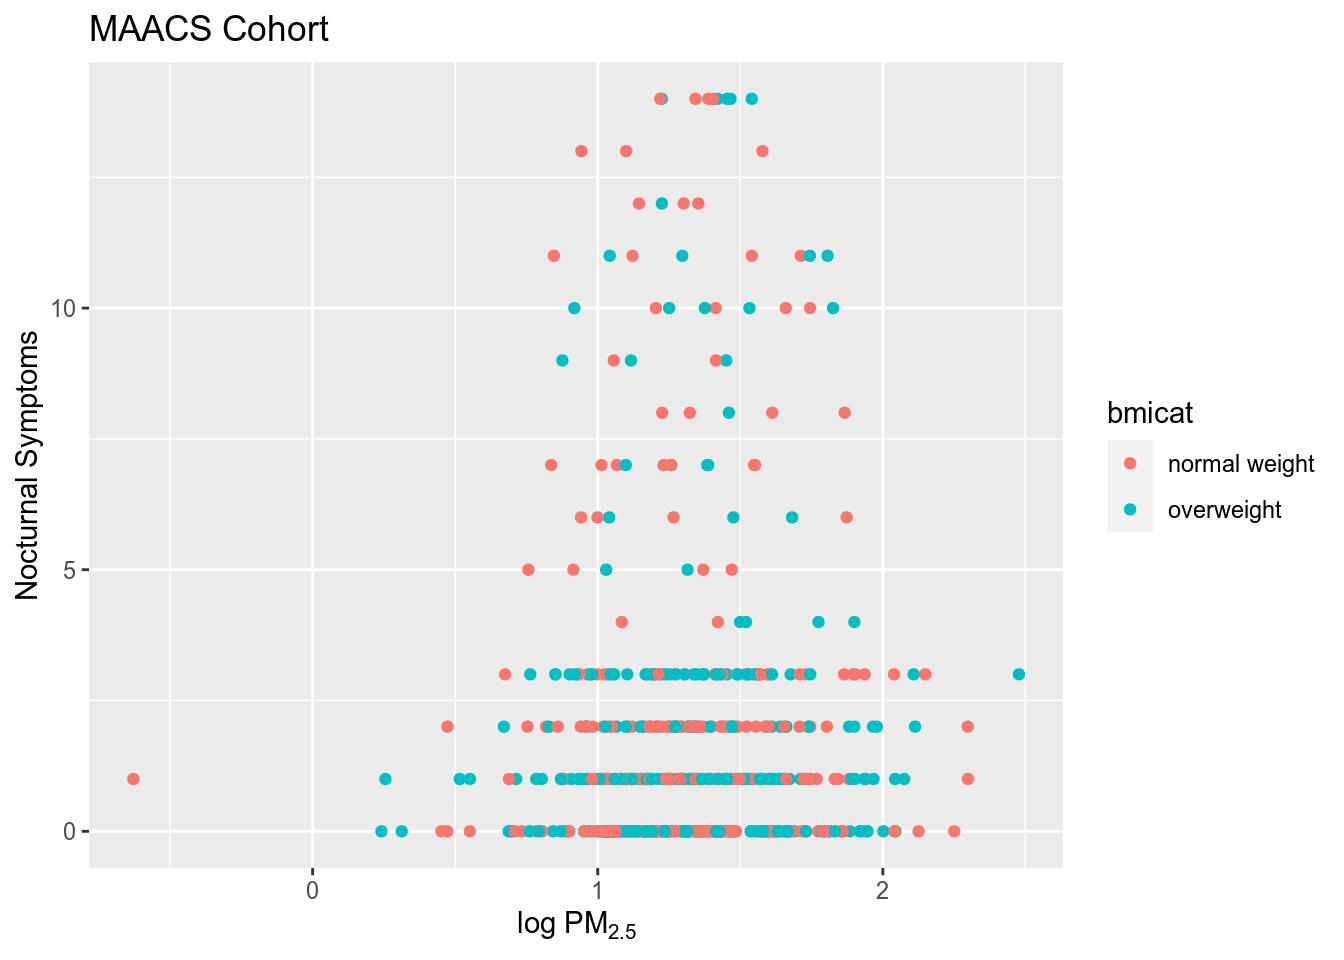 MAACS Cohort
Nocturnal Symptoms
10
5
0
0
1
2
log PM2.5
bmicat
normal weight
overweight